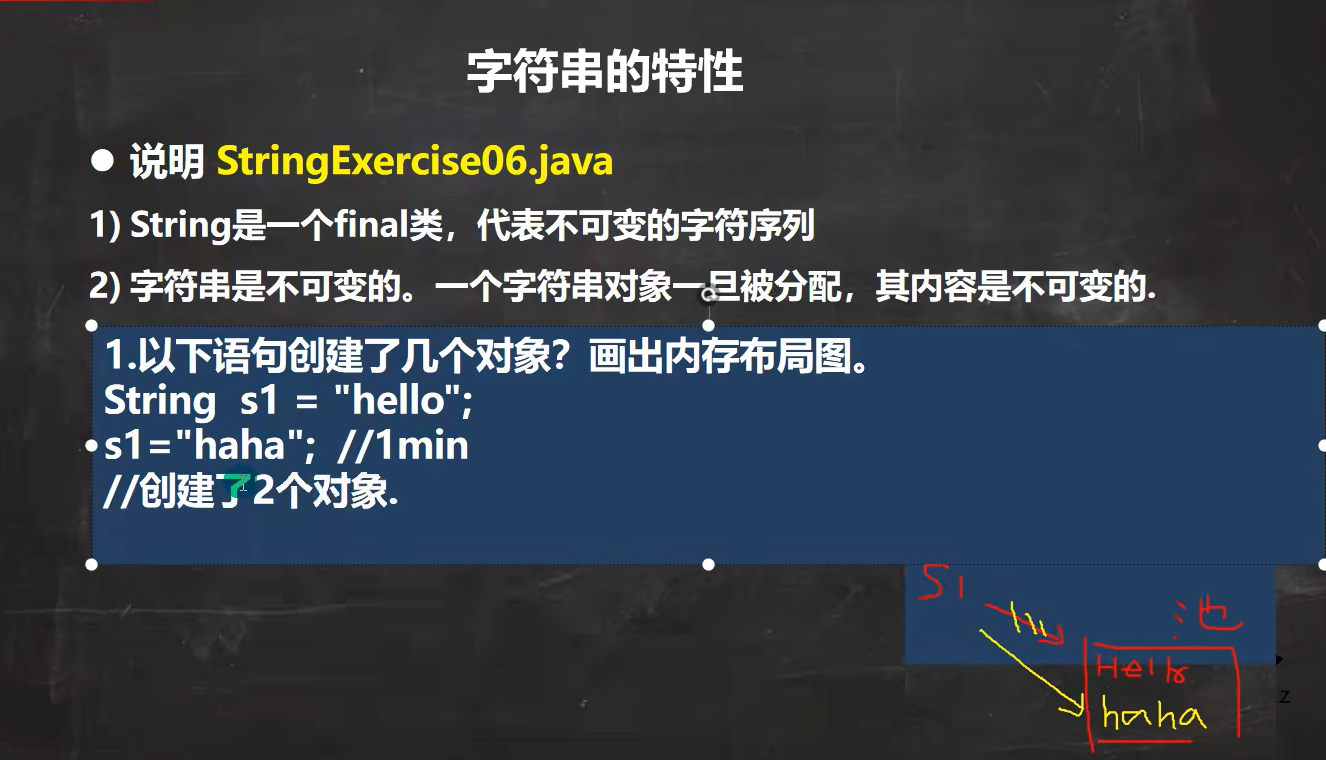 字符串的特性
● 说明 StringExercise06.java
1) String是一个final类，代表不可变的字符序列
2) 字符串是不可变的。一个字符串对象一旦被分配，其内容是不可变的.
1.以下语句创建了几个对象？画出内存布局图。
String s1 = "hello";
s1="haha"; //1min
//创建了2个对象.
S1
池
Hello
haha
z